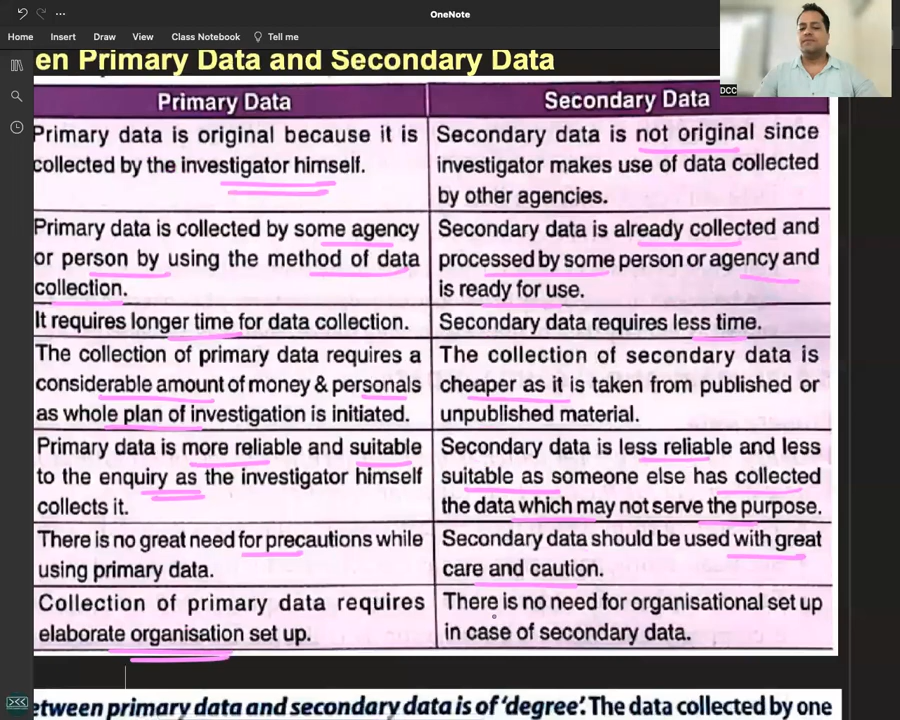 OneNote
Home Insert Draw View Class Notebook Tell me
DCC
en Primary Data and Secondary Data
Primary Data
Secondary Data
Primary data is original because it is
collected by the investigator himself.
Secondary data is not original since
investigator makes use of data collected
by other agencies.
Primary data is collected by some agency
or person by using the method of data
collection.
Secondary data is already collected and
processed by some person or agency and
is ready for use.
It requires longer time for data collection.
Secondary data requires less time.
The collection of primary data requires a
considerable amount of money & personals
as whole plan of investigation is initiated.
The collection of secondary data is
cheaper as it is taken from published or
unpublished material.
Primary data is more reliable and suitable
to the enquiry as the investigator himself
collects it.
Secondary data is less reliable and less
suitable as someone else has collected
the data which may not serve the purpose.
There is no great need for precautions while
using primary data.
Secondary data should be used with great
care and caution.
Collection of primary data requires
elaborate organisation set up.
There is no need for organisational set up
in case of secondary data.
etween primary data and secondary data is of 'degree'. The data collected by one